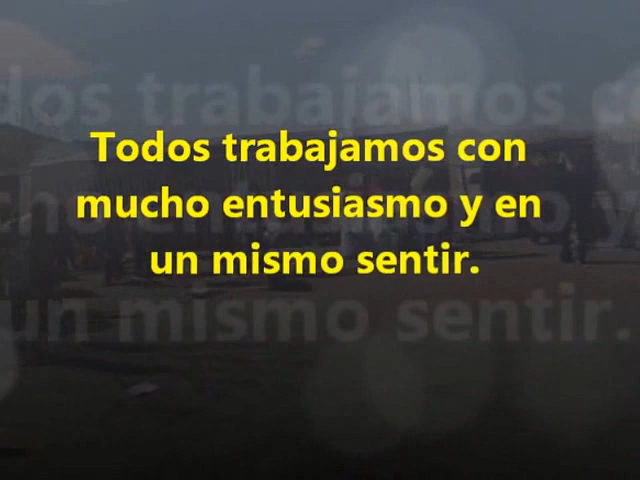 Todos trabajamos con
mucho entusiasmo y en
un mismo sentir.